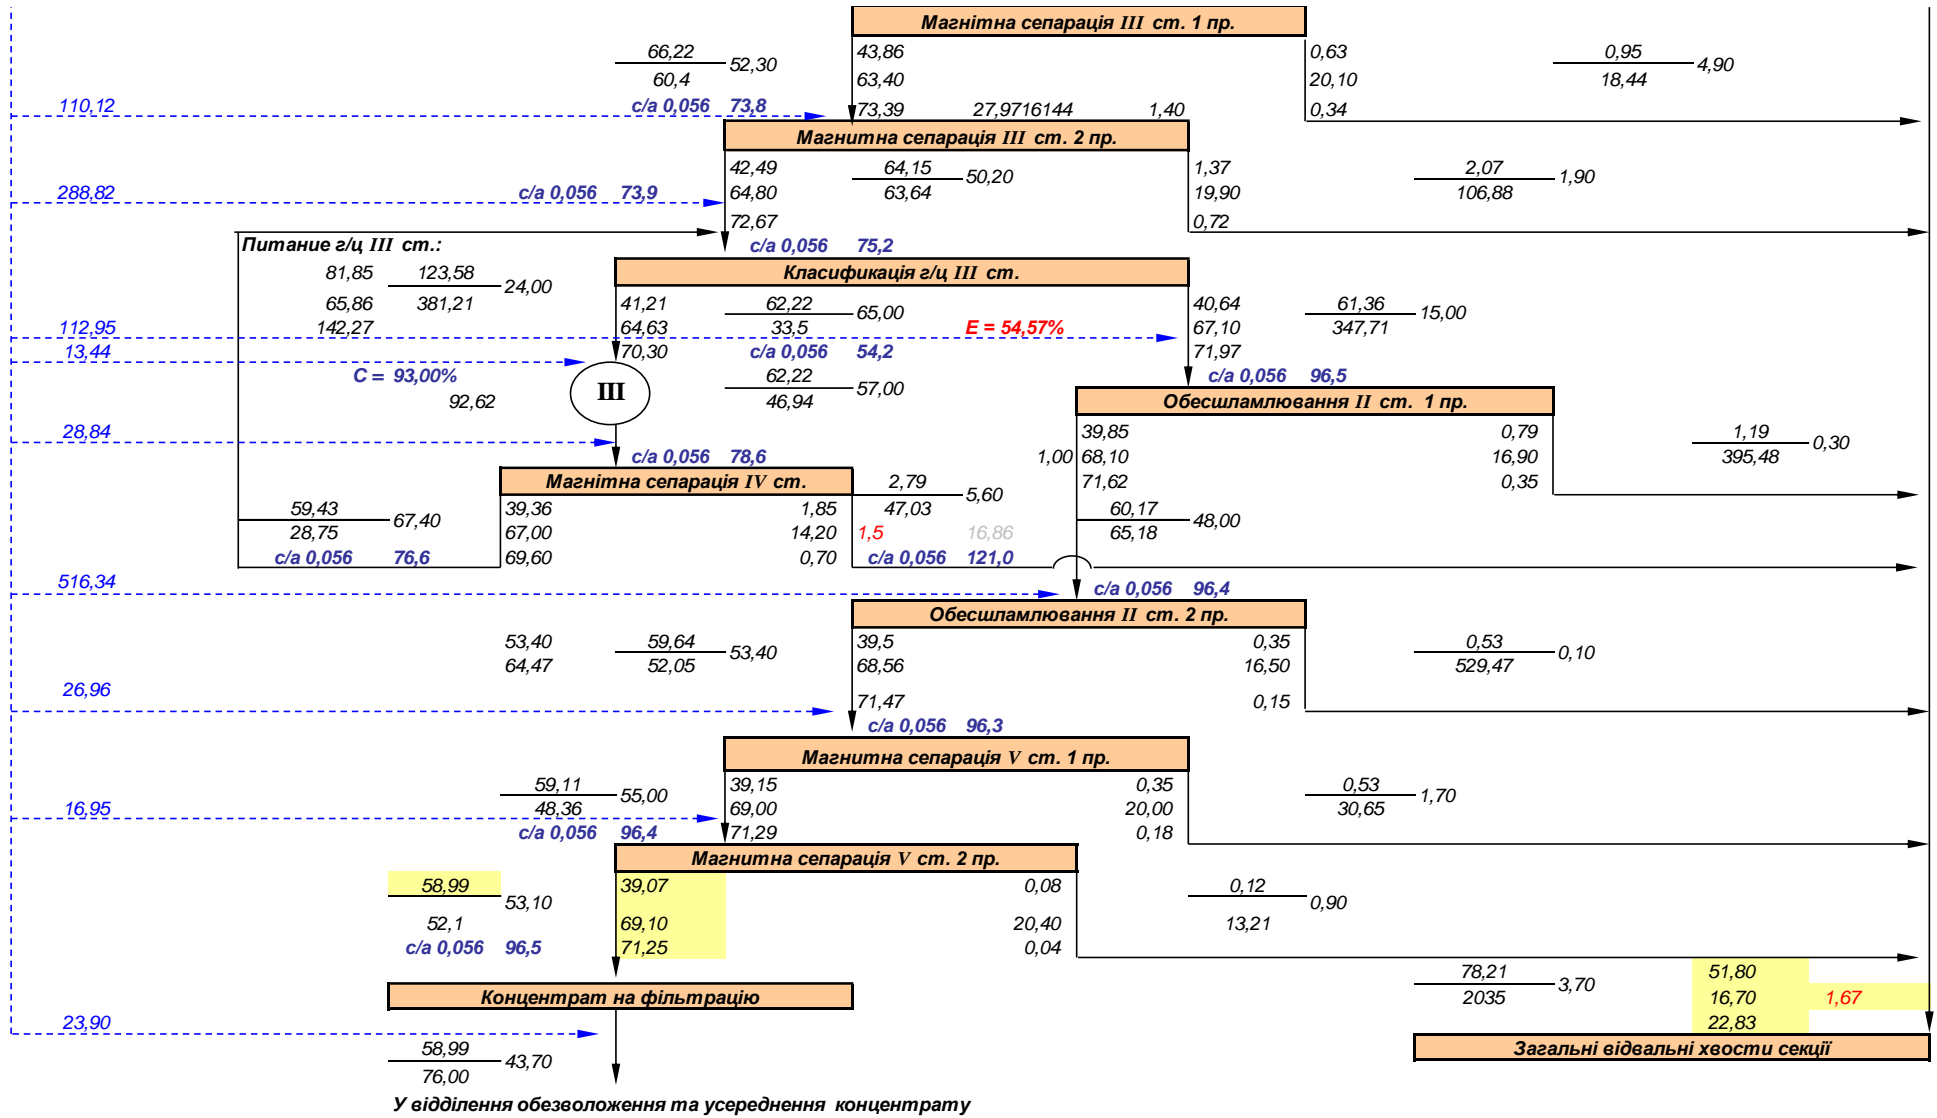 Магнітна сепарація III ст. 1 пр.
66,22 43,86 0,63 0,95
52,30 4,90
60,4 63,40 20,10 18,44
110,12 с/а 0,056 73,8 73,39 27,9716144 1,40 0,34
Магнитна сепарація III ст. 2 пр.
42,49 64,15 1,37 2,07
50,20 1,90
288,82 с/а 0,056 73,9 64,80 63,64 19,90 106,88
72,67 0,72
Питание г/ц III ст.: с/а 0,056 75,2
81,85 123,58 Класификація г/ц III ст.
24,00
65,86 381,21 41,21 62,22 40,64 61,36
65,00 15,00
112,95 142,27 64,63 33,5 E = 54,57% 67,10 347,71
13,44 70,30 с/а 0,056 54,2 71,97
C = 93,00% 62,22 с/а 0,056 96,5
III 57,00
92,62 46,94 Обесшламлювання II ст. 1 пр.
28,84 39,85 0,79 1,19
0,30
с/а 0,056 78,6 1,00 68,10 16,90 395,48
Магнітна сепарація IV ст. 2,79 71,62 0,35
5,60
59,43 39,36 1,85 47,03 60,17
67,40 48,00
28,75 67,00 14,20 1,5 16,86 65,18
с/а 0,056 76,6 69,60 0,70 с/а 0,056 121,0
516,34 с/а 0,056 96,4
Обесшламлювання II ст. 2 пр.
53,40 59,64 39,5 0,35 0,53
53,40 0,10
64,47 52,05 68,56 16,50 529,47
26,96 71,47 0,15
с/а 0,056 96,3
Магнитна сепарація V ст. 1 пр.
59,11 39,15 0,35 0,53
55,00 1,70
16,95 48,36 69,00 20,00 30,65
с/а 0,056 96,4 71,29 0,18
Магнитна сепарація V ст. 2 пр.
58,99 39,07 0,08 0,12
53,10 0,90
52,1 69,10 20,40 13,21
с/а 0,056 96,5 71,25 0,04
78,21 51,80
3,70
Концентрат на фільтрацію 2035 16,70 1,67
23,90 22,83
58,99 Загальні відвальні хвости секції
43,70
76,00
У відділення обезволоження та усереднення концентрату